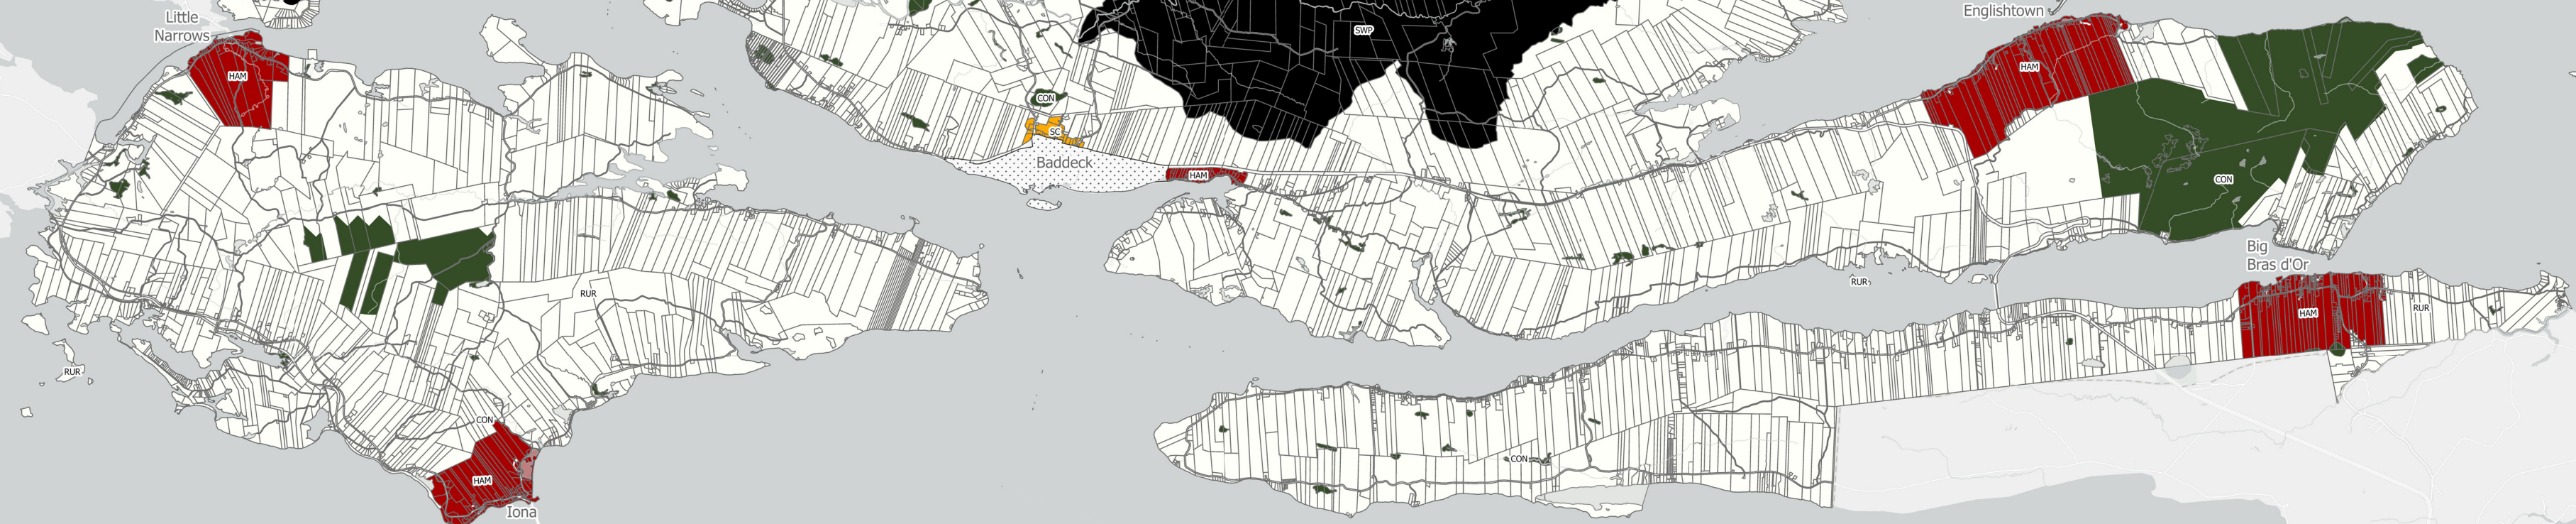 Little
Narrows
HAM
SWP
Englishtown
HAM
CON
SC
Baddeck
HAM
CON
Big
Bras d'Or
RUR
RUR
HAM
RUR
RUR
CON
CON
HAM
Iona